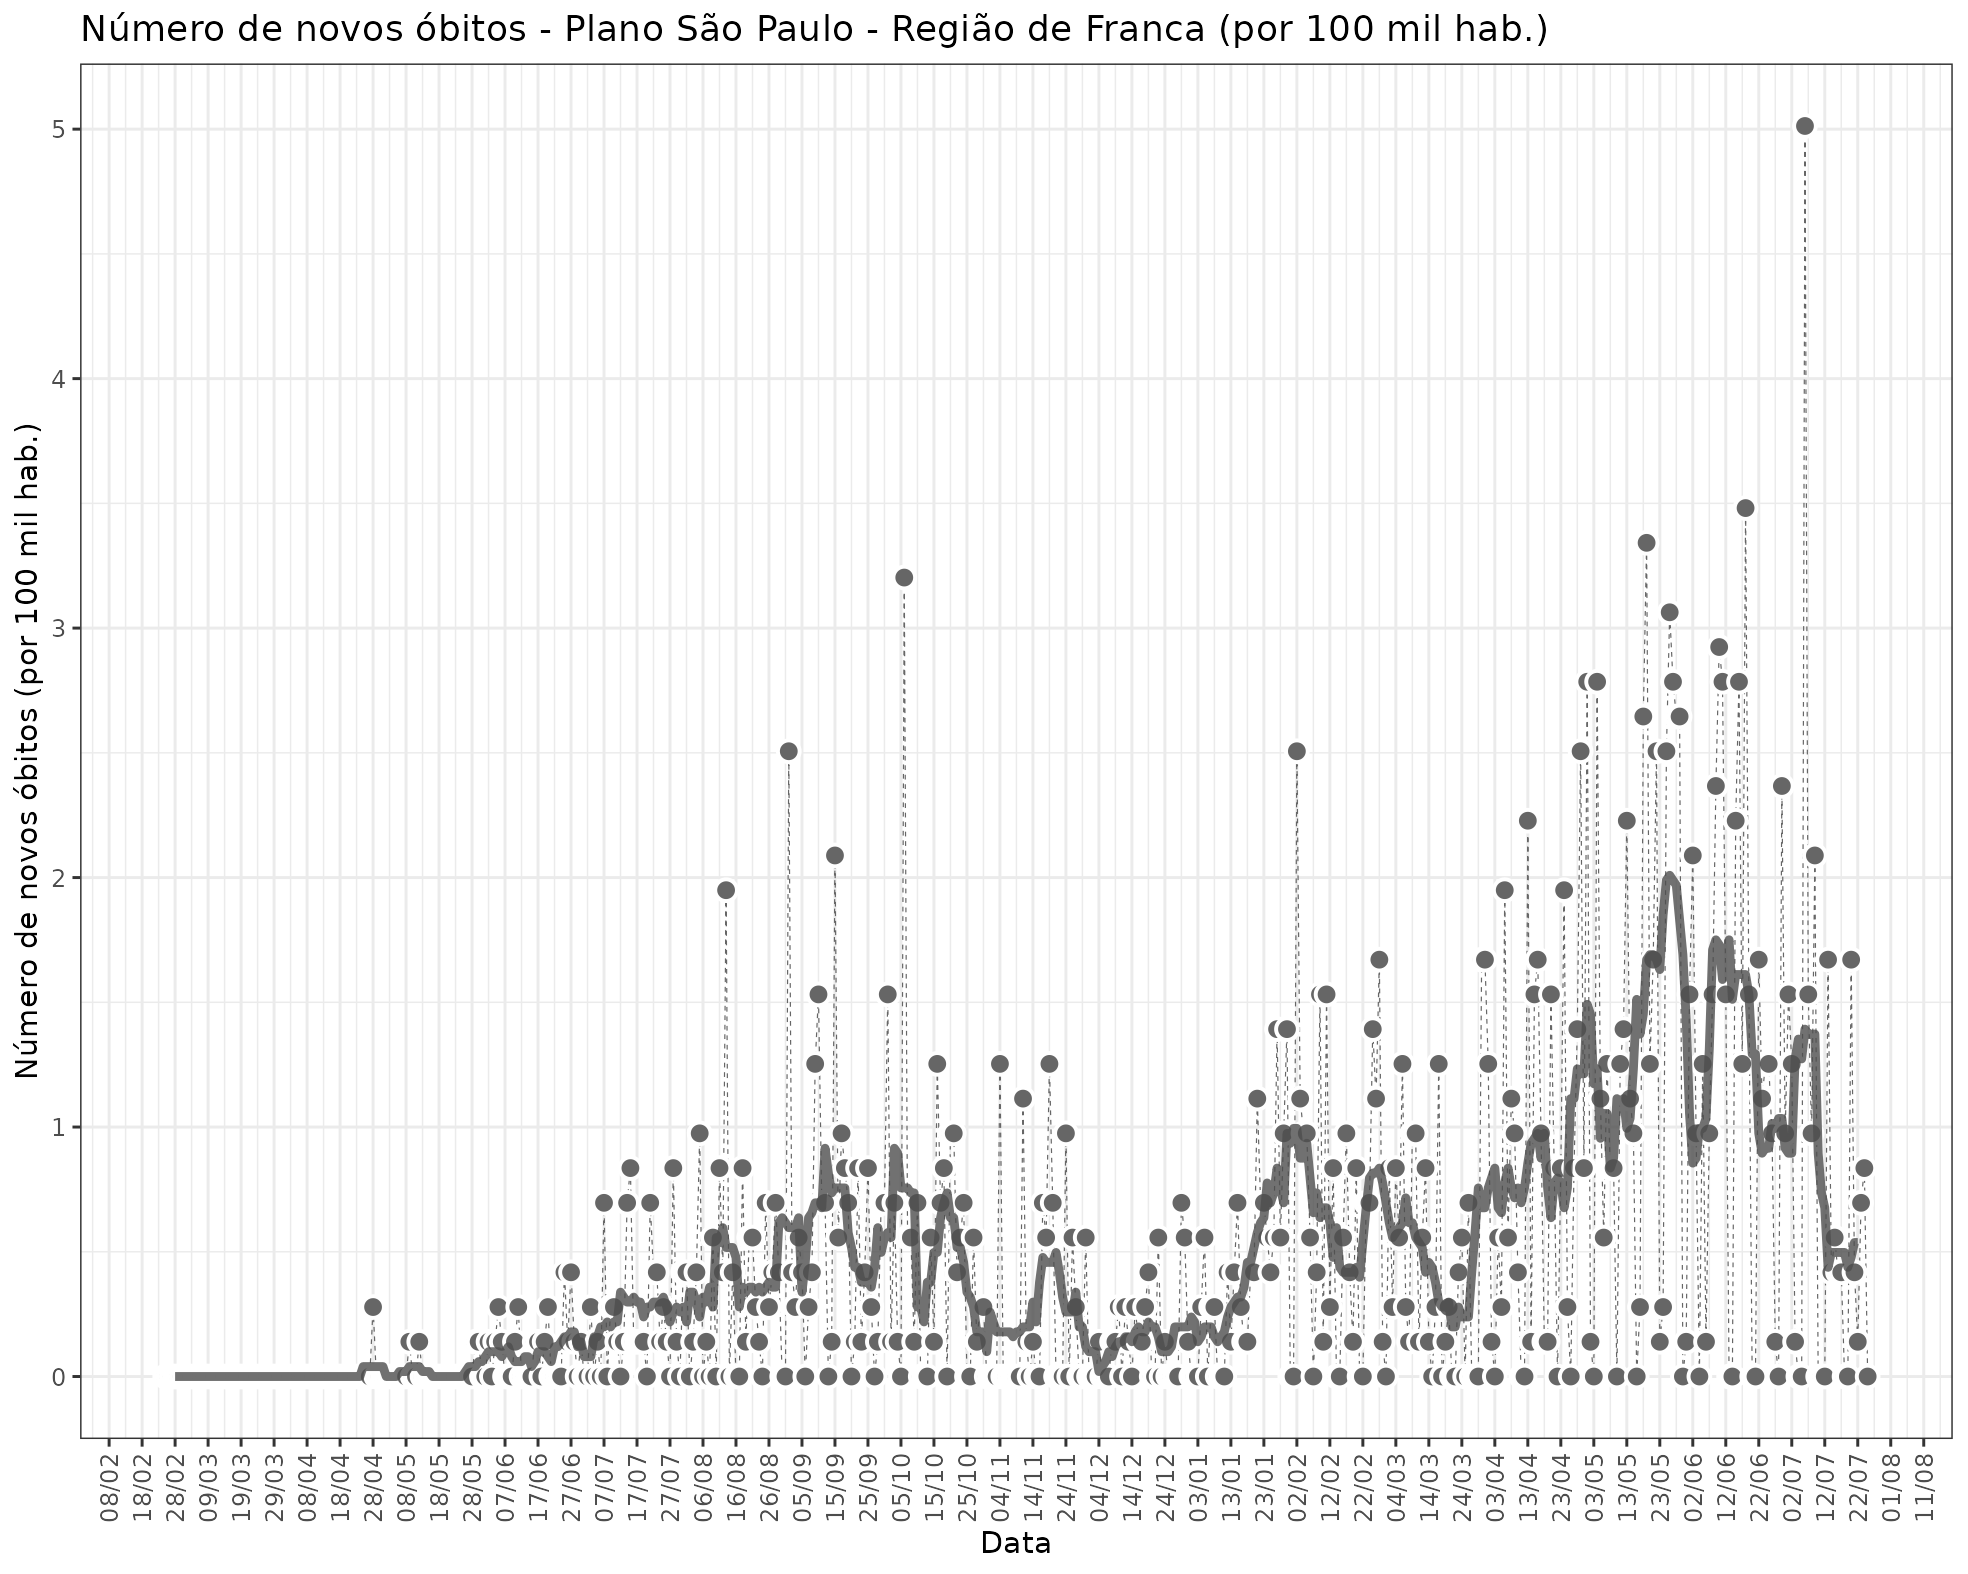 Número de novos óbitos - Plano São Paulo - Região de Franca (por 100 mil hab.)
Número de novos óbitos (por 100 mil hab.)
5
4
3
2
1
0
08/02 18/02 28/02 09/03 19/03 29/03 08/04 18/04 28/04 08/05 18/05 28/05 07/06 17/06 27/06 07/07 17/07 27/07 06/08 16/08 26/08 05/09 15/09 25/09 05/10 15/10 25/10 04/11 14/11 24/11 04/12 14/12 24/12 03/01 13/01 23/01 02/02 12/02 22/02 04/03 14/03 24/03 03/04 13/04 23/04 03/05 13/05 23/05 02/06 12/06 22/06 02/07 12/07 22/07 01/08 11/08
Data